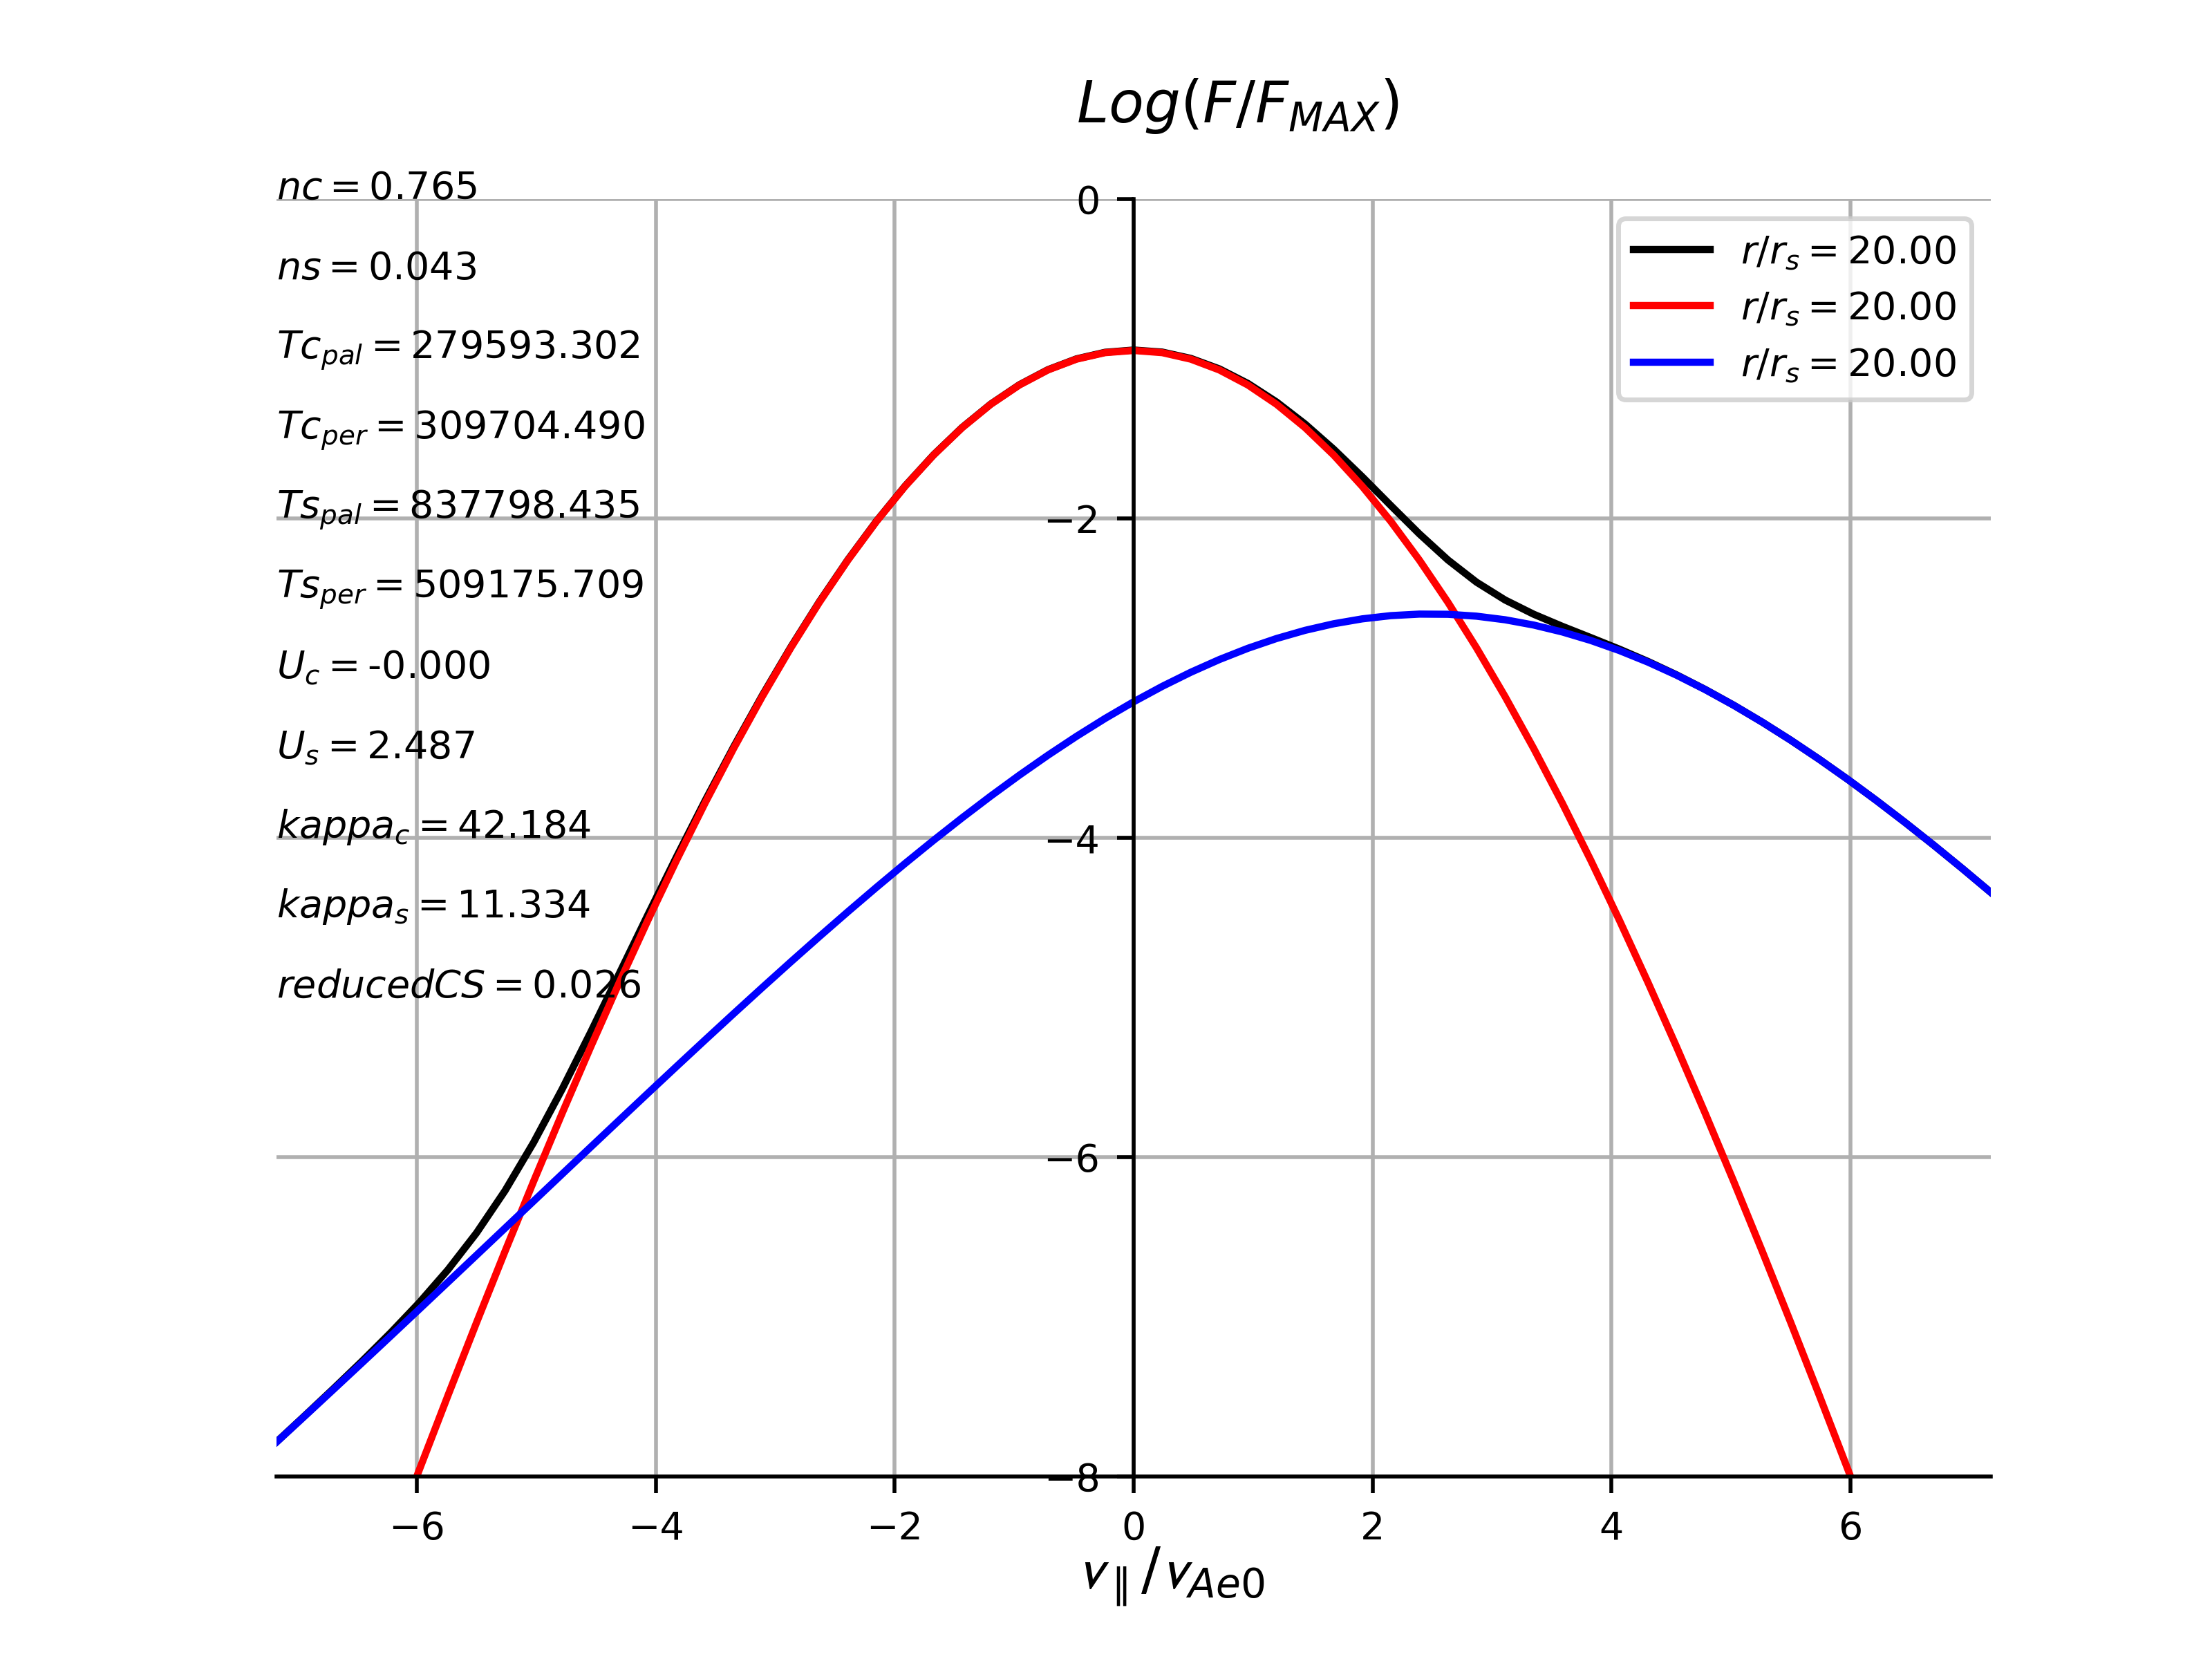 Log(F/F_MAX)
nc = 0.765
ns = 0.043
Tc_pal = 279593.302
Tc_per = 309704.490
Ts_pal = 837798.435
Ts_per = 509175.709
U_c = -0.000
U_s = 2.487
kappa_c = 42.184
kappa_s = 11.334
reducedCS = 0.026
0
−2
−4
−6
−8
r/r_s = 20.00
r/r_s = 20.00
r/r_s = 20.00
−6 −4 −2 0 2 4 6
v_∥/v_Ae0